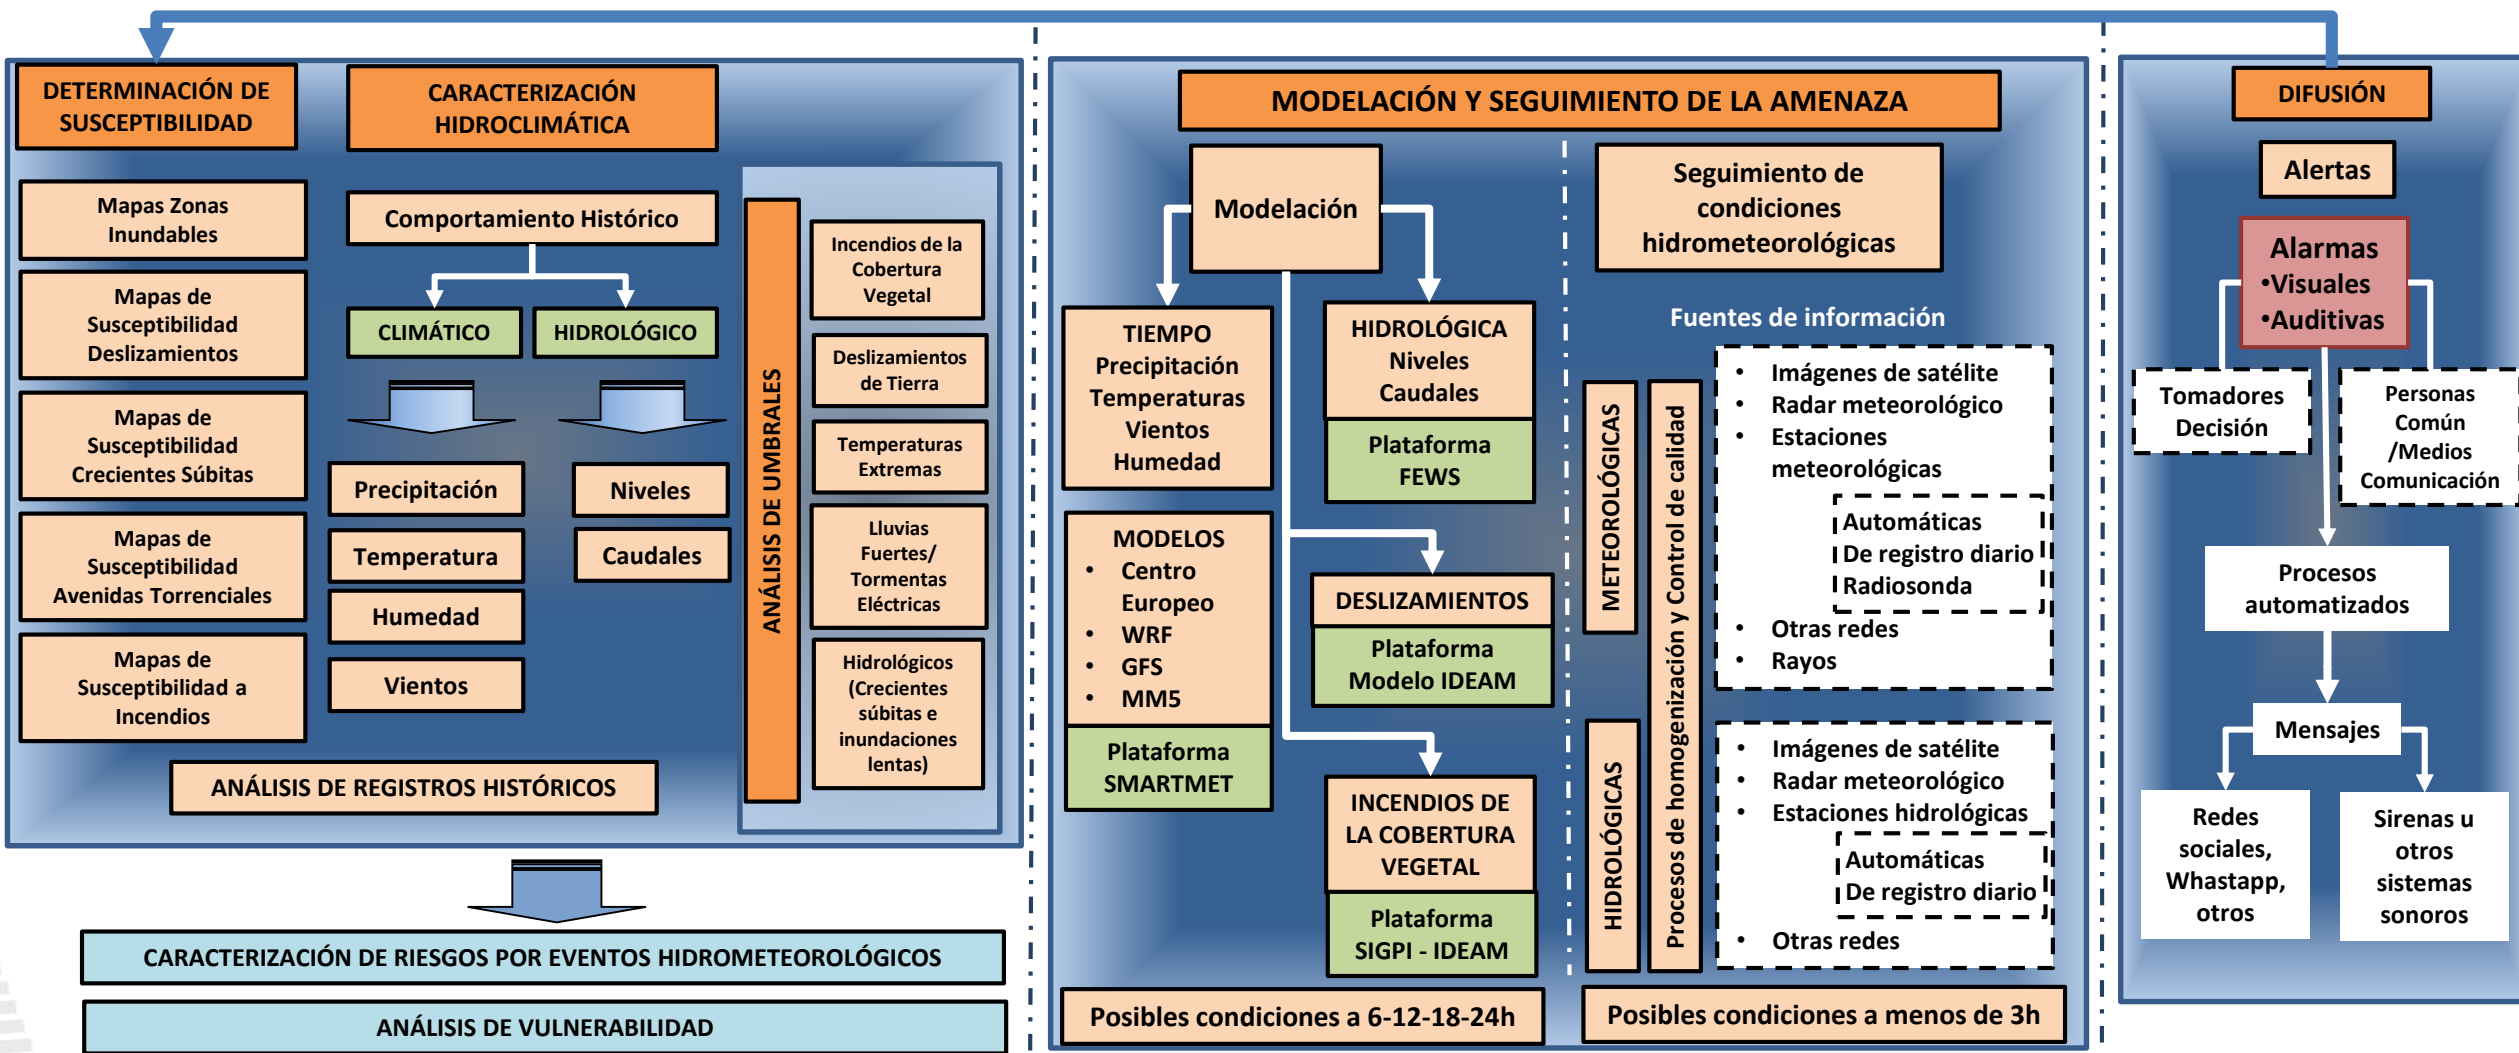 DETERMINACIÓN DE
SUSCEPTIBILIDAD
Mapas Zonas
Inundables
Mapas de
Susceptibilidad
Deslizamientos
Mapas de
Susceptibilidad
Crecientes Súbitas
Mapas de
Susceptibilidad
Avenidas Torrenciales
Mapas de
Susceptibilidad a
Incendios
CARACTERIZACIÓN
HIDROCLIMÁTICA
Comportamiento Histórico
CLIMÁTICO
HIDROLÓGICO
Precipitación
Temperatura
Humedad
Vientos
Niveles
Caudales
ANÁLISIS DE REGISTROS HISTÓRICOS
ANÁLISIS DE UMBRALES
Incendios de la
Cobertura
Vegetal
Deslizamientos
de Tierra
Temperaturas
Extremas
Lluvias
Fuertes/
Tormentas
Eléctricas
Hidrológicos
(Crecientes
súbitas e
inundaciones
lentas)
CARACTERIZACIÓN DE RIESGOS POR EVENTOS HIDROMETEOROLÓGICOS
ANÁLISIS DE VULNERABILIDAD
MODELACIÓN Y SEGUIMIENTO DE LA AMENAZA
Modelación
TIEMPO
Precipitación
Temperaturas
Vientos
Humedad
MODELOS
• Centro
Europeo
• WRF
• GFS
• MM5
Plataforma
SMARTMET
HIDROLÓGICA
Niveles
Caudales
Plataforma
FEWS
DESLIZAMIENTOS
Plataforma
Modelo IDEAM
INCENDIOS DE
LA COBERTURA
VEGETAL
Plataforma
SIGPI - IDEAM
Posibles condiciones a 6-12-18-24h
Seguimiento de
condiciones
hidrometeorológicas
Fuentes de información
METEOROLÓGICAS
HIDROLÓGICAS
Procesos de homogenización y Control de calidad
• Imágenes de satélite
• Radar meteorológico
• Estaciones
meteorológicas
Automáticas
De registro diario
Radiosonda
• Otras redes
• Rayos
• Imágenes de satélite
• Radar meteorológico
• Estaciones hidrológicas
Automáticas
De registro diario
• Otras redes
Posibles condiciones a menos de 3h
DIFUSIÓN
Alertas
Alarmas
•Visuales
•Auditivas
Tomadores
Decisión
Personas
Común
/Medios
Comunicación
Procesos
automatizados
Mensajes
Redes
sociales,
Whastapp,
otros
Sirenas u
otros
sistemas
sonoros